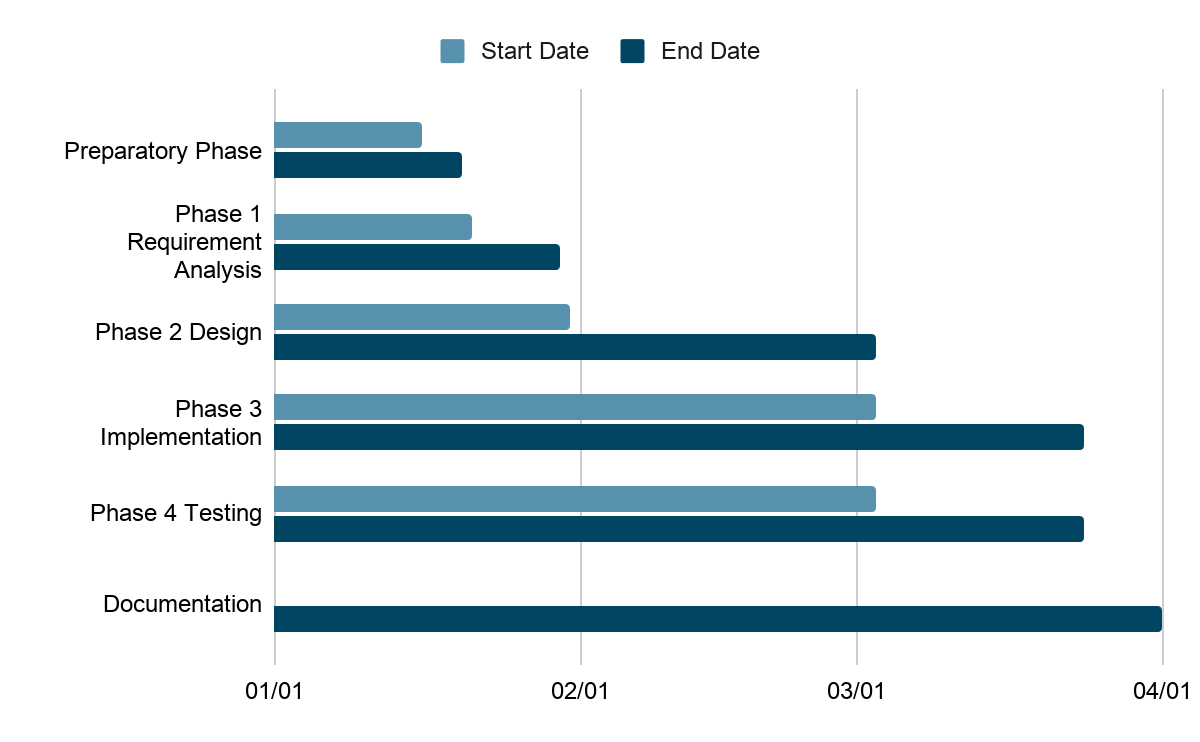 Start Date End Date
Preparatory Phase
Phase 1
Requirement
Analysis
Phase 2 Design
Phase 3
Implementation
Phase 4 Testing
Documentation
01/01 02/01 03/01 04/01